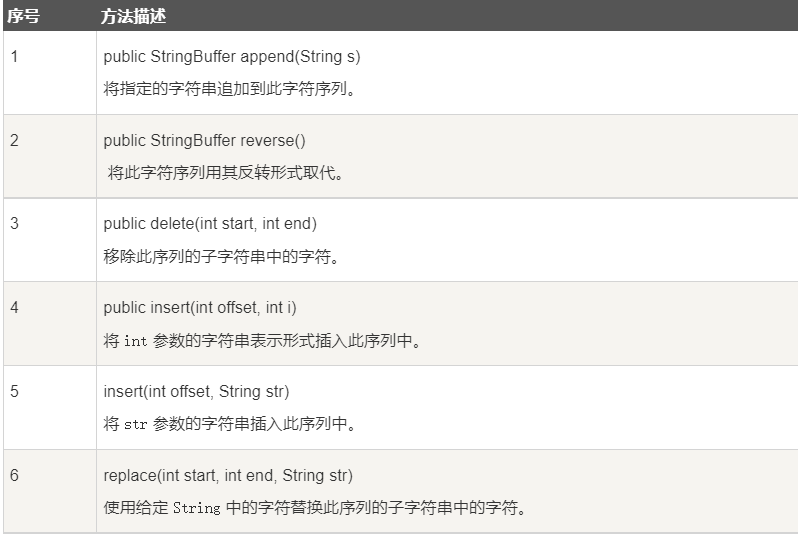 序号 方法描述
1 public StringBuffer append(String s)
将指定的字符串追加到此字符序列。
2 public StringBuffer reverse()
将此字符序列用其反转形式取代。
3 public delete(int start, int end)
移除此序列的子字符串中的字符。
4 public insert(int offset, int i)
将 int 参数的字符串表示形式插入此序列中。
5 insert(int offset, String str)
将 str 参数的字符串插入此序列中。
6 replace(int start, int end, String str)
使用给定 String 中的字符替换此序列的子字符串中的字符。